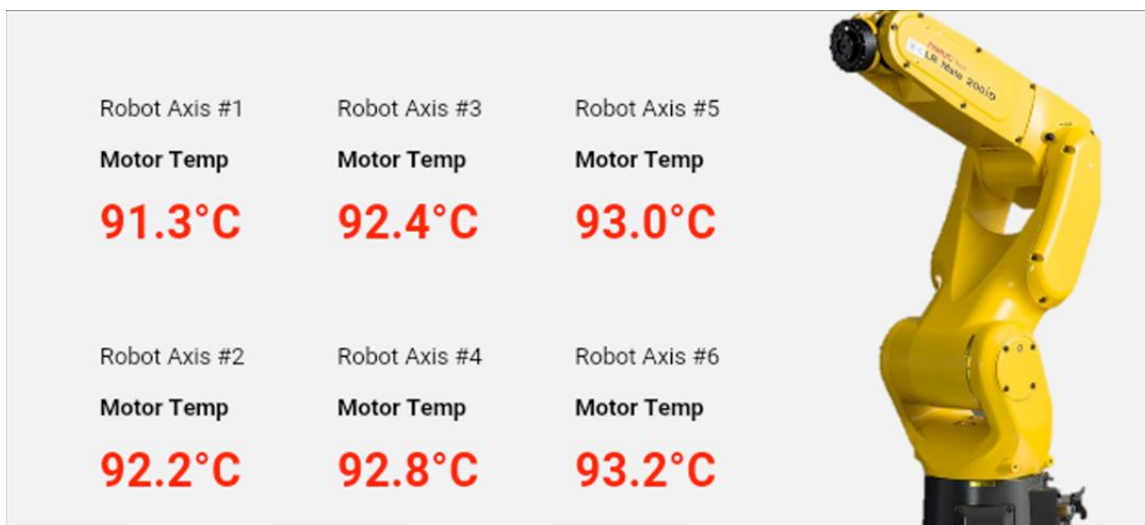 Robot Axis #1
Motor Temp
91.3°C
Robot Axis #3
Motor Temp
92.4°C
Robot Axis #5
Motor Temp
93.0°C
Robot Axis #2
Motor Temp
92.2°C
Robot Axis #4
Motor Temp
92.8°C
Robot Axis #6
Motor Temp
93.2°C
FANUC
LR Mate 200iD